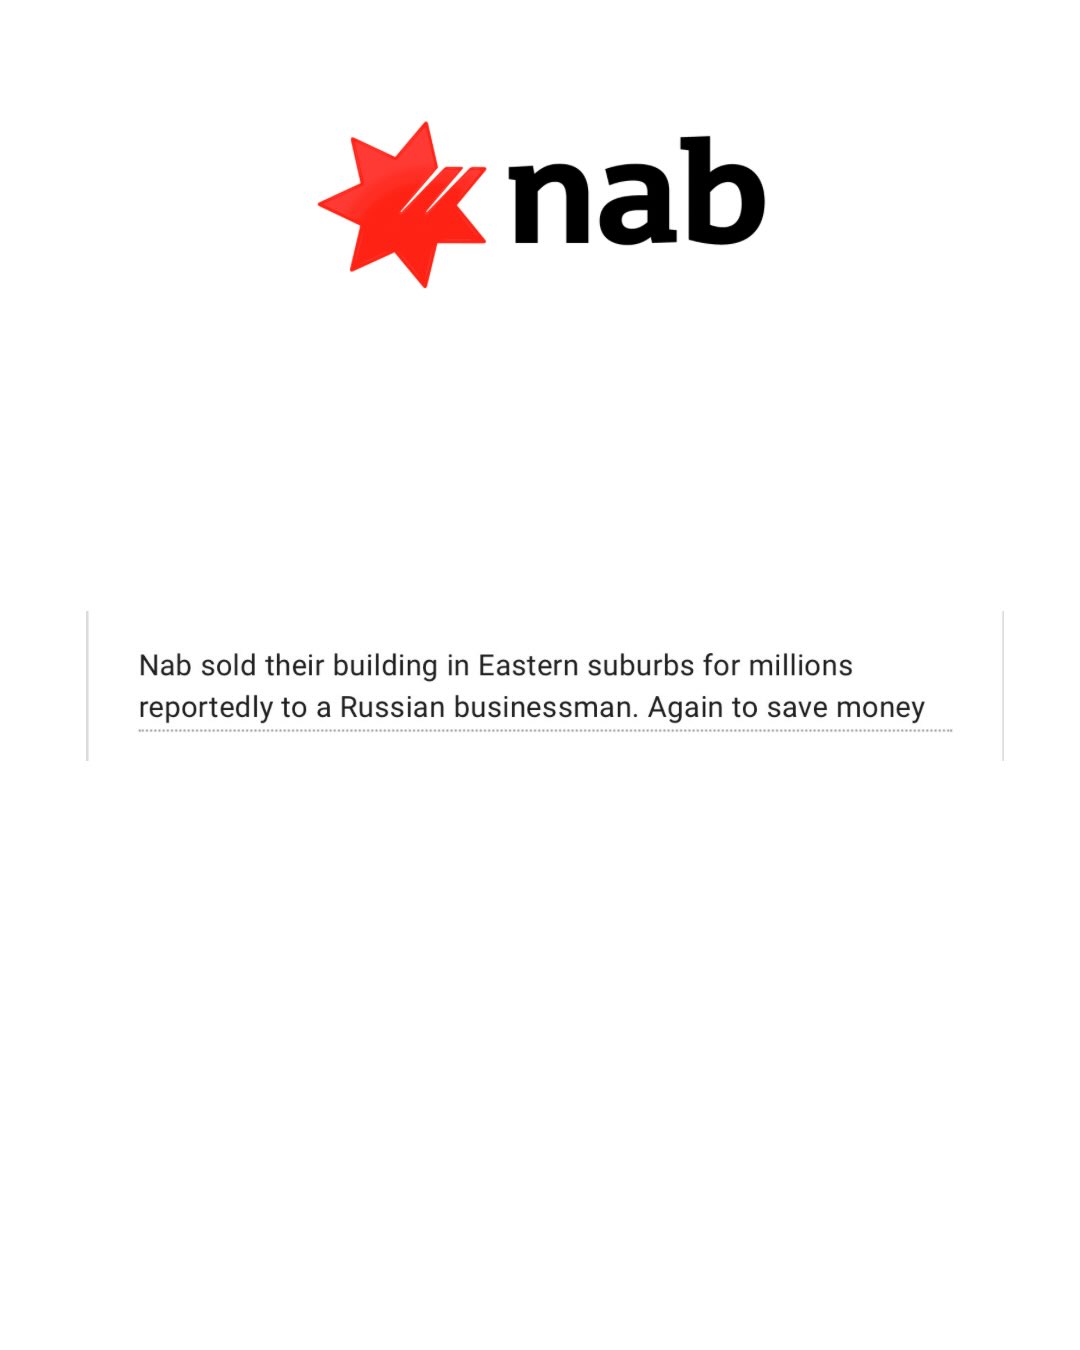 nab
Nab sold their building in Eastern suburbs for millions
reportedly to a Russian businessman. Again to save money